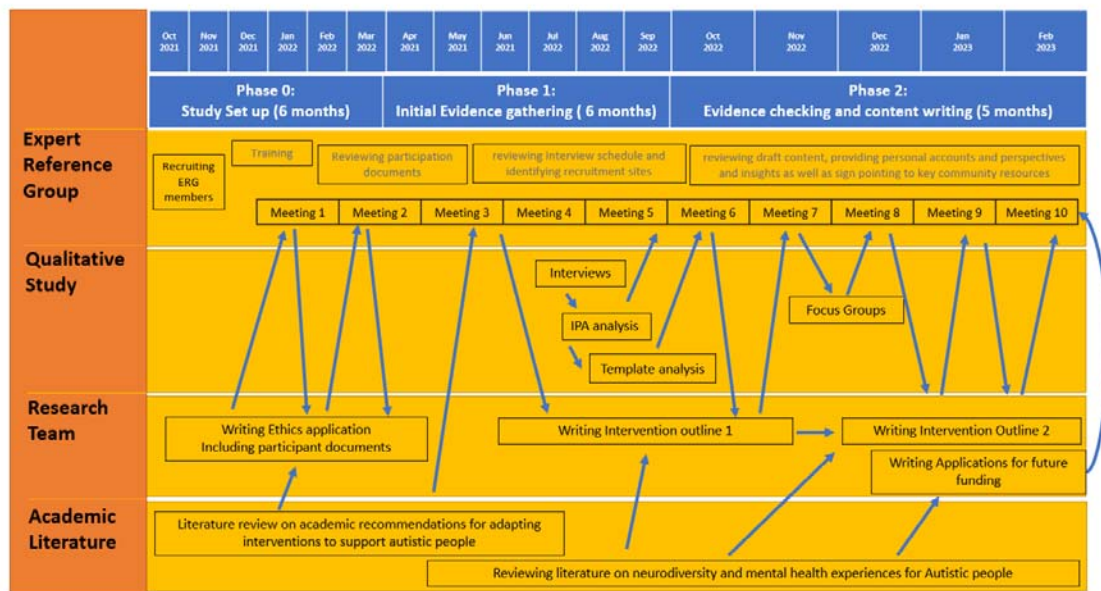 Oct 2021
Nov 2021
Dec 2021
Jan 2022
Feb 2022
Mar 2022
Apr 2021
May 2021
Jun 2021
Jul 2022
Aug 2022
Sep 2022
Oct 2022
Nov 2022
Dec 2022
Jan 2023
Feb 2023
Phase 0:
Study Set up (6 months)
Phase 1:
Initial Evidence gathering ( 6 months)
Phase 2:
Evidence checking and content writing (5 months)
Expert
Reference
Group
Recruiting
ERG
members
Training
Reviewing participation
documents
reviewing interview schedule and
identifying recruitment sites
reviewing draft content, providing personal accounts and perspectives
and insights as well as sign pointing to key community resources
Meeting 1
Meeting 2
Meeting 3
Meeting 4
Meeting 5
Meeting 6
Meeting 7
Meeting 8
Meeting 9
Meeting 10
Qualitative
Study
Interviews
IPA analysis
Template analysis
Focus Groups
Research
Team
Writing Ethics application
Including participant documents
Writing Intervention outline 1
Writing Intervention Outline 2
Writing Applications for future
funding
Academic
Literature
Literature review on academic recommendations for adapting
interventions to support autistic people
Reviewing literature on neurodiversity and mental health experiences for Autistic people